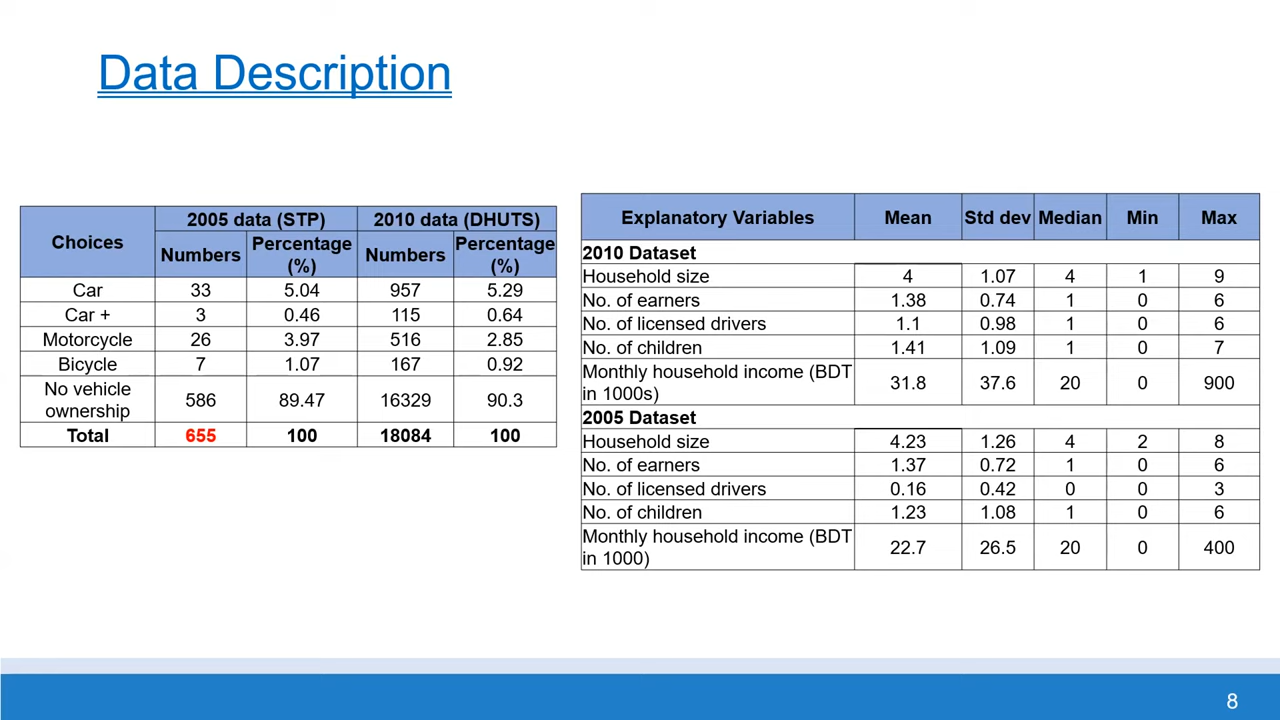 Data Description
Choices 2005 data (STP) 2010 data (DHUTS)
Numbers Percentage (%) Numbers Percentage (%)
Car 33 5.04 957 5.29
Car + 3 0.46 115 0.64
Motorcycle 26 3.97 516 2.85
Bicycle 7 1.07 167 0.92
No vehicle ownership 586 89.47 16329 90.3
Total 655 100 18084 100
Explanatory Variables Mean Std dev Median Min Max
2010 Dataset
Household size 4 1.07 4 1 9
No. of earners 1.38 0.74 1 0 6
No. of licensed drivers 1.1 0.98 1 0 6
No. of children 1.41 1.09 1 0 7
Monthly household income (BDT in 1000s) 31.8 37.6 20 0 900
2005 Dataset
Household size 4.23 1.26 4 2 8
No. of earners 1.37 0.72 1 0 6
No. of licensed drivers 0.16 0.42 0 0 3
No. of children 1.23 1.08 1 0 6
Monthly household income (BDT in 1000) 22.7 26.5 20 0 400
8